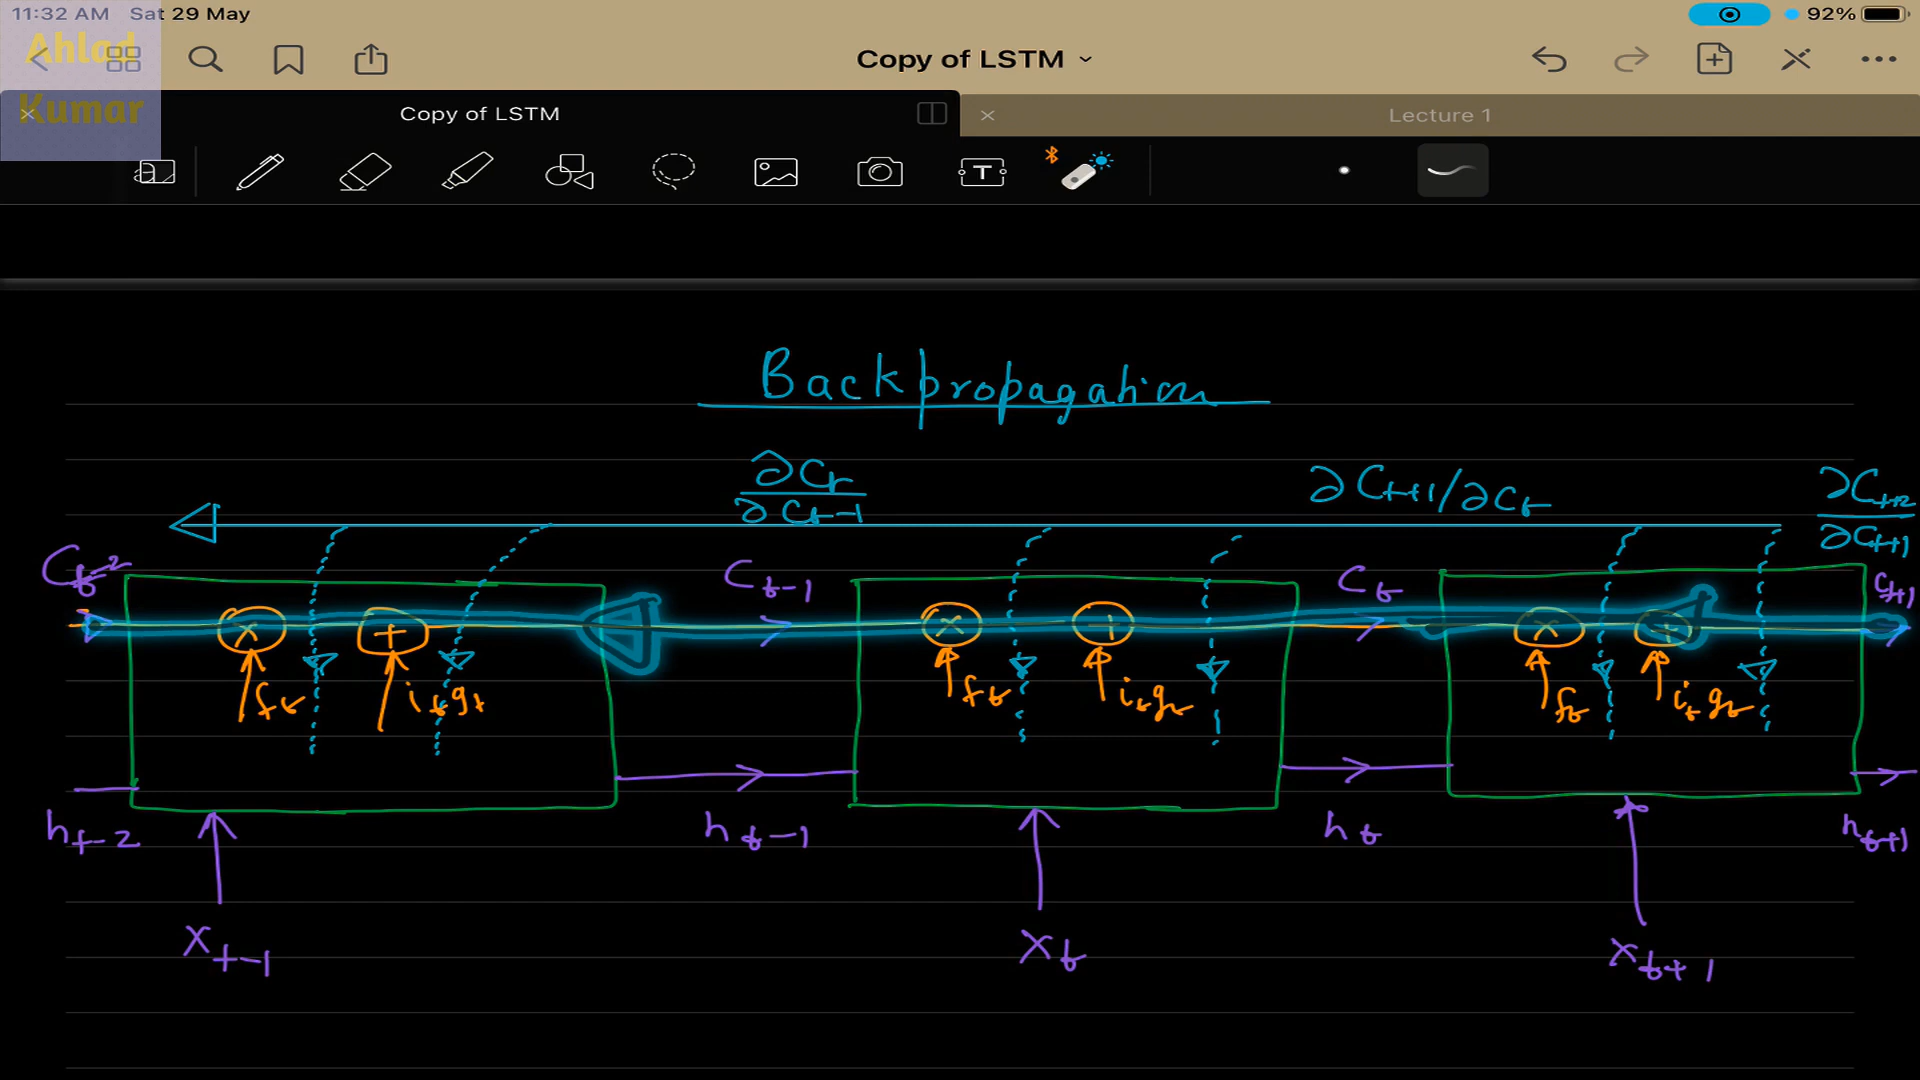 11:32 AM Sat 29 May
92%
Ahlad
Kumar
Copy of LSTM
Copy of LSTM
Lecture 1
T
Backpropagation
∂Ct
∂Ct-1
∂Ct+1/∂Ct
∂Ct+2
∂Ct+1
Ct-2
Ct-1
Ct
Ct+1
× + × + × +
ft itgt ft itgt ft itgt
ht-2 ht-1 ht ht+1
Xt-1 Xt Xt+1